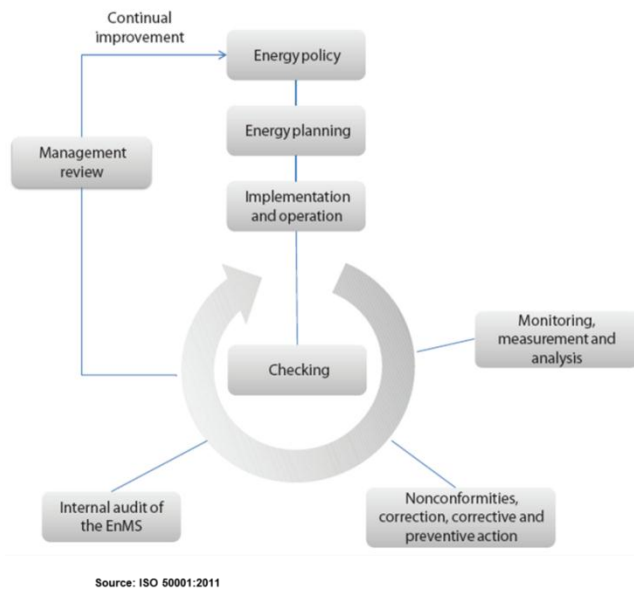 Continual
improvement
Energy policy
Energy planning
Management
review
Implementation
and operation
Monitoring,
measurement and
analysis
Checking
Internal audit of
the EnMS
Nonconformities,
correction, corrective and
preventive action
Source: ISO 50001:2011